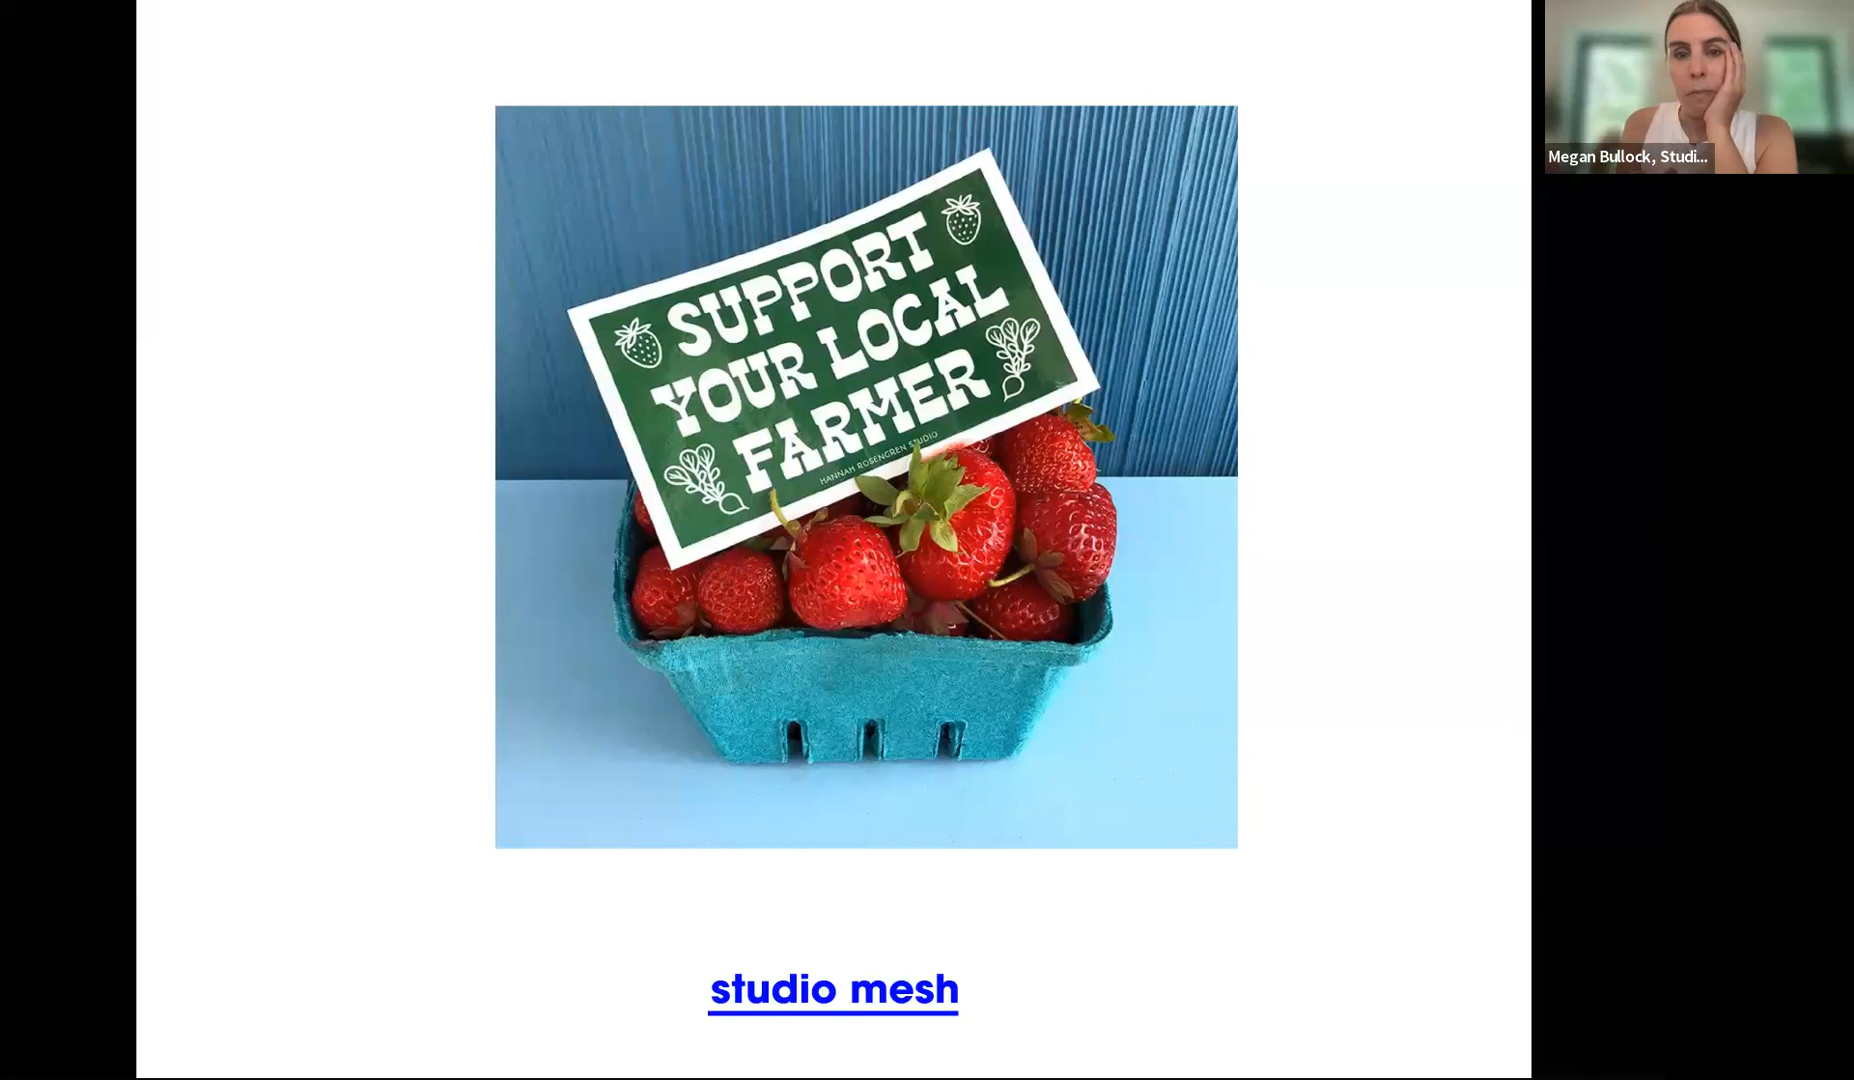 SUPPORT
YOUR LOCAL
FARMER
HANNAH ROSENGREN STUDIO
studio mesh
Megan Bullock, Studi...